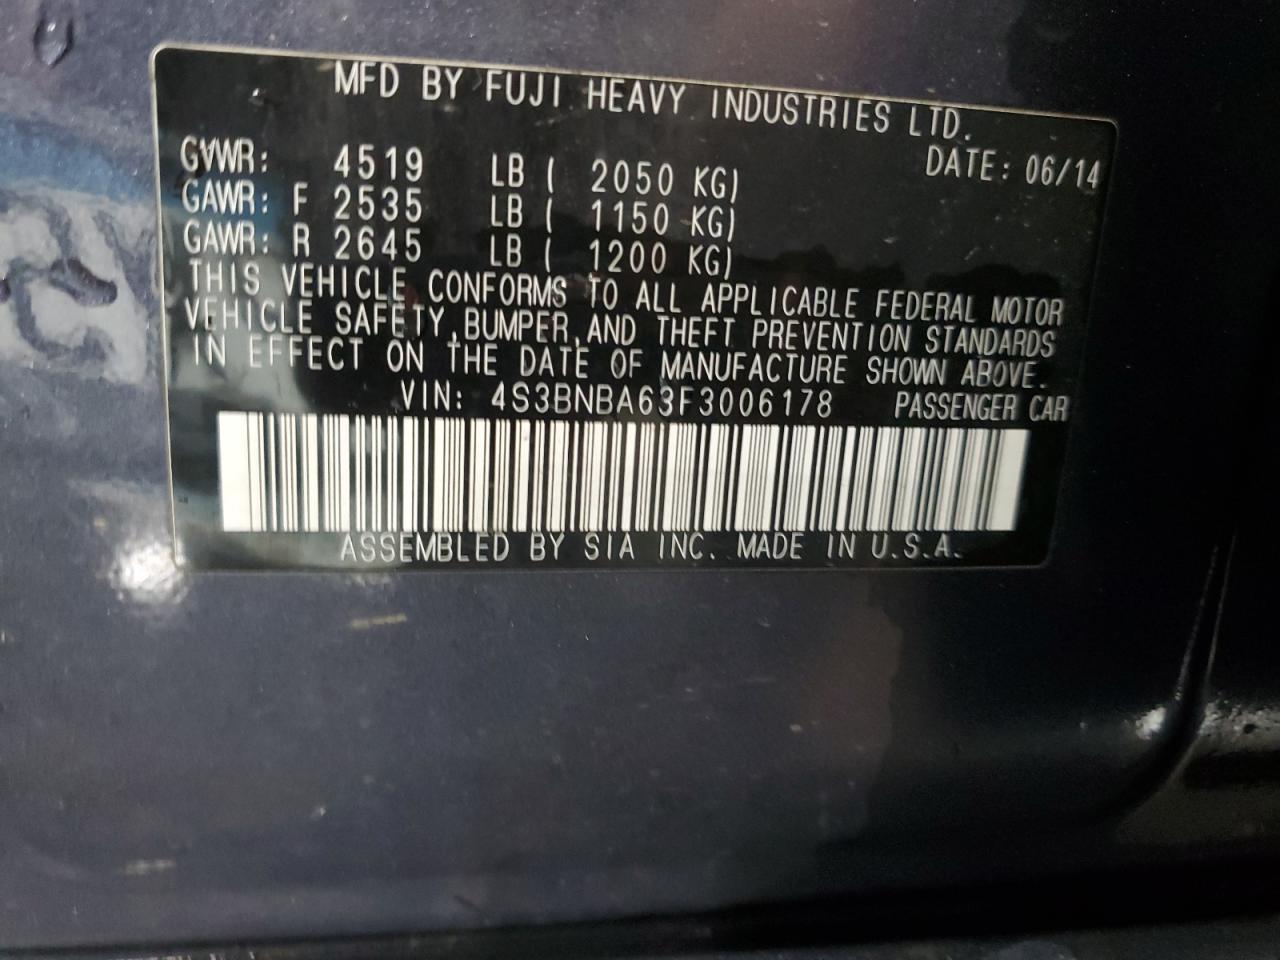 MFD BY FUJI HEAVY INDUSTRIES LTD.
DATE: 06/14
GVWR: 4519 LB ( 2050 KG)
GAWR: F 2535 LB ( 1150 KG)
GAWR: R 2645 LB ( 1200 KG)
THIS VEHICLE CONFORMS TO ALL APPLICABLE FEDERAL MOTOR
VEHICLE SAFETY,BUMPER,AND THEFT PREVENTION STANDARDS
IN EFFECT ON THE DATE OF MANUFACTURE SHOWN ABOVE.
VIN: 4S3BNBA63F3006178 PASSENGER CAR
ASSEMBLED BY SIA INC. MADE IN U.S.A.